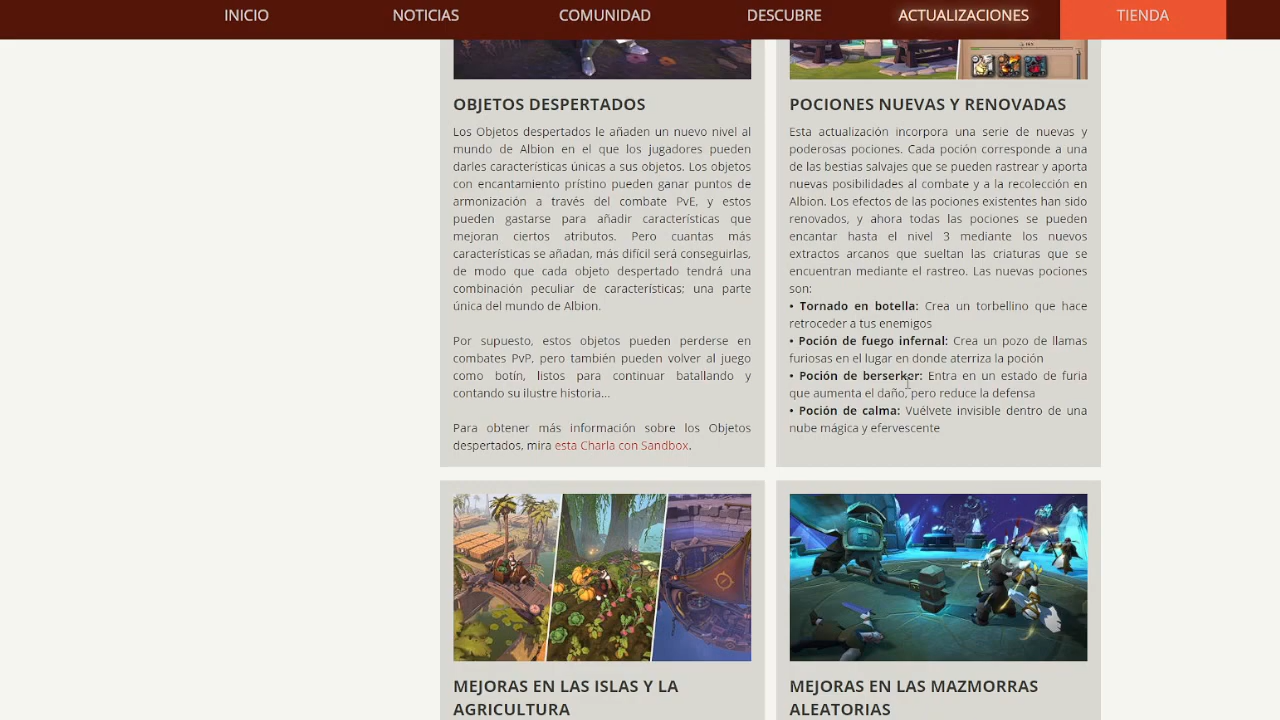 INICIO
NOTICIAS
COMUNIDAD
DESCUBRE
ACTUALIZACIONES
TIENDA
OBJETOS DESPERTADOS
Los Objetos despertados le añaden un nuevo nivel al
mundo de Albion en el que los jugadores pueden
darles características únicas a sus objetos. Los objetos
con encantamiento prístino pueden ganar puntos de
armonización a través del combate PvE, y estos
pueden gastarse para añadir características que
mejoran ciertos atributos. Pero cuantas más
características se añadan, más difícil será conseguirlas,
de modo que cada objeto despertado tendrá una
combinación peculiar de características: una parte
única del mundo de Albion.
Por supuesto, estos objetos pueden perderse en
combates PvP, pero también pueden volver al juego
como botín, listos para continuar batallando y
contando su ilustre historia...
Para obtener más información sobre los Objetos
despertados, mira esta Charla con Sandbox.
POCIONES NUEVAS Y RENOVADAS
Esta actualización incorpora una serie de nuevas y
poderosas pociones. Cada poción corresponde a una
de las bestias salvajes que se pueden rastrear y aporta
nuevas posibilidades al combate y a la recolección en
Albion. Los efectos de las pociones existentes han sido
renovados, y ahora todas las pociones se pueden
encantar hasta el nivel 3 mediante los nuevos
extractos arcanos que sueltan las criaturas que se
encuentran mediante el rastreo. Las nuevas pociones
son:
• Tornado en botella: Crea un torbellino que hace
retroceder a tus enemigos
• Poción de fuego infernal: Crea un pozo de llamas
furiosas en el lugar en donde aterriza la poción
• Poción de berserker: Entra en un estado de furia
que aumenta el daño, pero reduce la defensa
• Poción de calma: Vuélvete invisible dentro de una
nube mágica y efervescente
MEJORAS EN LAS ISLAS Y LA
AGRICULTURA
MEJORAS EN LAS MAZMORRAS
ALEATORIAS